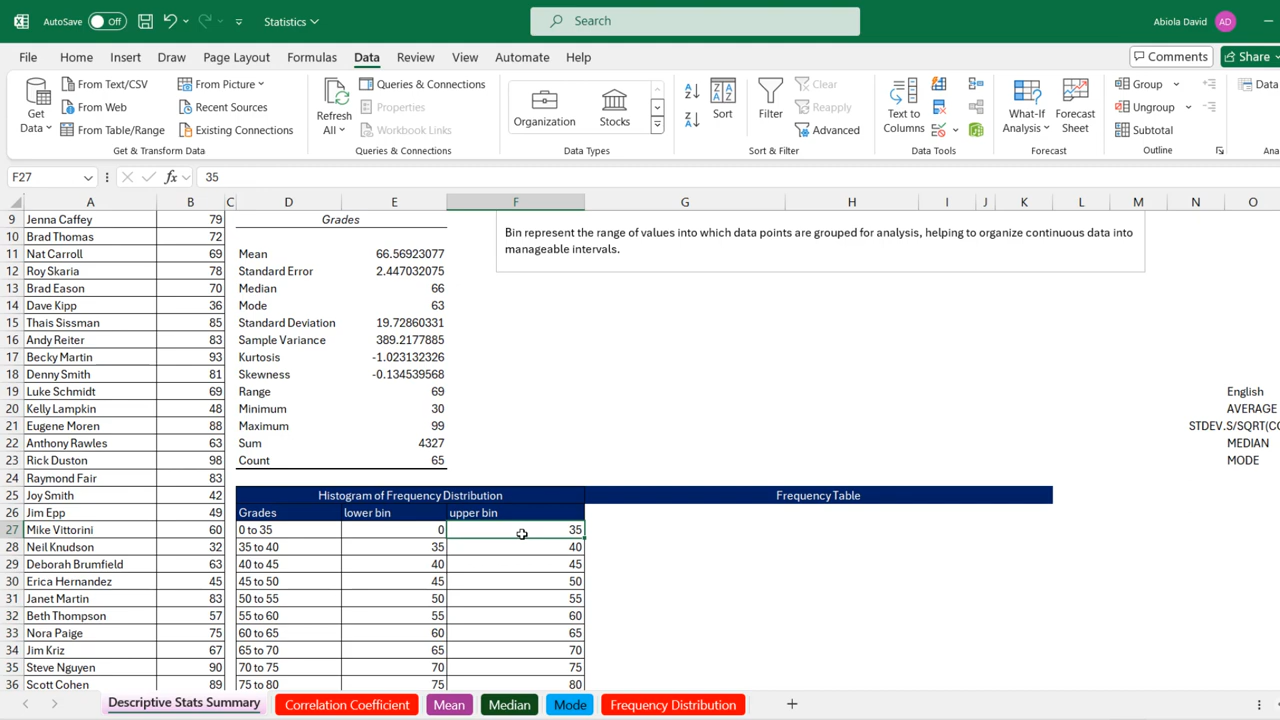 AutoSave Off Statistics Search Abiola David AD
File Home Insert Draw Page Layout Formulas Data Review View Automate Help Comments Share
From Text/CSV From Picture Queries & Connections Clear Group Data
Get Data From Web Recent Sources Refresh All Properties Organization Stocks Sort Filter Reapply Text to Columns What-If Analysis Forecast Sheet Ungroup
From Table/Range Existing Connections Workbook Links Advanced Subtotal
Get & Transform Data Queries & Connections Data Types Sort & Filter Data Tools Forecast Outline
F27 fx 35
A B C D E F G H I J K L M N O
9 Jenna Caffey 79 Grades
Bin represent the range of values into which data points are grouped for analysis, helping to organize continuous data into
manageable intervals.
10 Brad Thomas 72
11 Nat Carroll 69 Mean 66.56923077
12 Roy Skaria 78 Standard Error 2.447032075
13 Brad Eason 70 Median 66
14 Dave Kipp 36 Mode 63
15 Thais Sissman 85 Standard Deviation 19.72860331
16 Andy Reiter 83 Sample Variance 389.2177885
17 Becky Martin 93 Kurtosis -1.023132326
18 Denny Smith 81 Skewness -0.134539568
19 Luke Schmidt 69 Range 69 English
20 Kelly Lampkin 48 Minimum 30 AVERAGE
21 Eugene Moren 88 Maximum 99 STDEV.S/SQRT(CO
22 Anthony Rawles 63 Sum 4327 MEDIAN
23 Rick Duston 98 Count 65 MODE
24 Raymond Fair 83
25 Joy Smith 42 Histogram of Frequency Distribution Frequency Table
26 Jim Epp 49 Grades lower bin upper bin
27 Mike Vittorini 60 0 to 35 0 35
28 Neil Knudson 32 35 to 40 35 40
29 Deborah Brumfield 63 40 to 45 40 45
30 Erica Hernandez 45 45 to 50 45 50
31 Janet Martin 83 50 to 55 50 55
32 Beth Thompson 57 55 to 60 55 60
33 Nora Paige 75 60 to 65 60 65
34 Jim Kriz 67 65 to 70 65 70
35 Steve Nguyen 90 70 to 75 70 75
36 Scott Cohen 89 75 to 80 75 80
Descriptive Stats Summary Correlation Coefficient Mean Median Mode Frequency Distribution